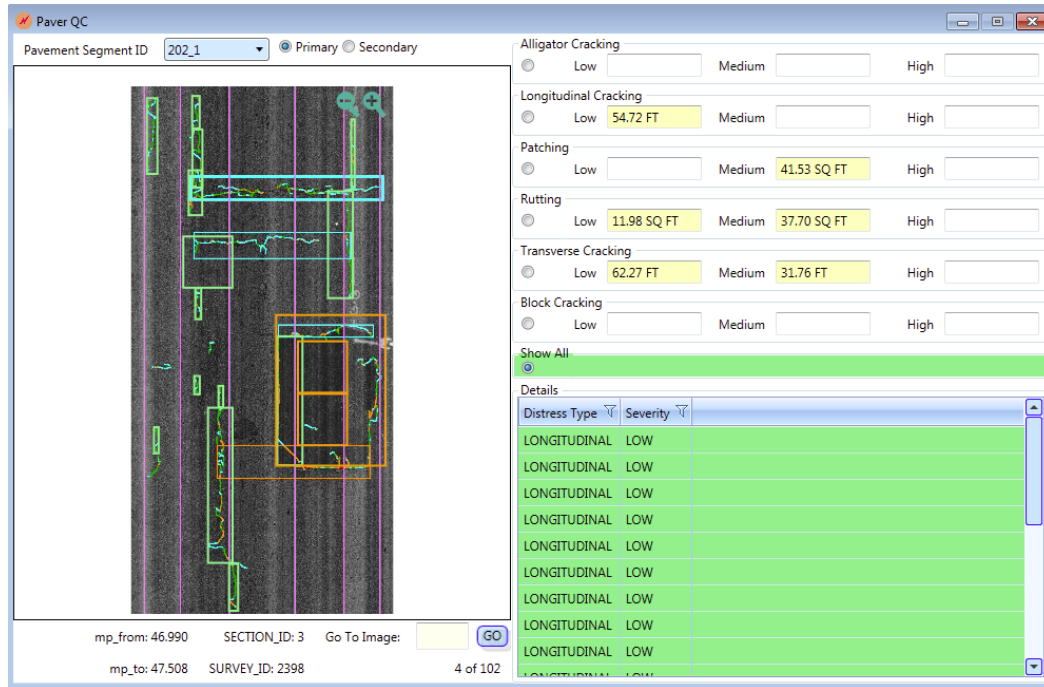 Paver QC
Pavement Segment ID 202_1 Primary Secondary
mp_from: 46.990 SECTION_ID: 3 Go To Image: GO
mp_to: 47.508 SURVEY_ID: 2398 4 of 102
Alligator Cracking
Low Medium High
Longitudinal Cracking
Low 54.72 FT Medium High
Patching
Low Medium 41.53 SQ FT High
Rutting
Low 11.98 SQ FT Medium 37.70 SQ FT High
Transverse Cracking
Low 62.27 FT Medium 31.76 FT High
Block Cracking
Low Medium High
Show All
Details
Distress Type Severity
LONGITUDINAL LOW
LONGITUDINAL LOW
LONGITUDINAL LOW
LONGITUDINAL LOW
LONGITUDINAL LOW
LONGITUDINAL LOW
LONGITUDINAL LOW
LONGITUDINAL LOW
LONGITUDINAL LOW
LONGITUDINAL LOW